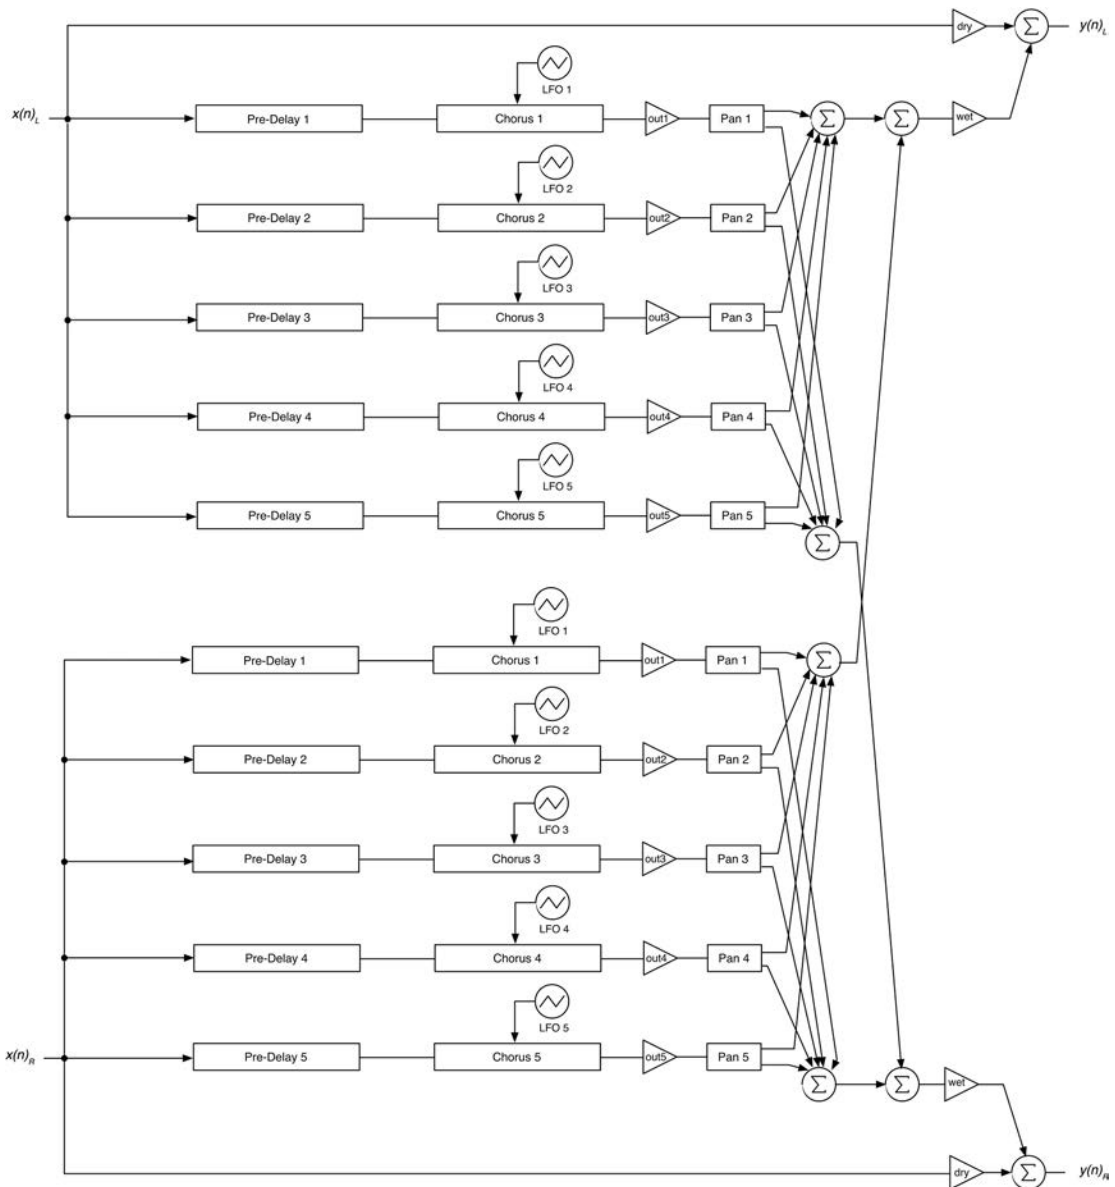 dry
Σ
y(n)L
LFO 1
x(n)L
Pre-Delay 1
Chorus 1
out1
Pan 1
Σ
Σ
wet
LFO 2
Pre-Delay 2
Chorus 2
out2
Pan 2
LFO 3
Pre-Delay 3
Chorus 3
out3
Pan 3
LFO 4
Pre-Delay 4
Chorus 4
out4
Pan 4
LFO 5
Pre-Delay 5
Chorus 5
out5
Pan 5
Σ
LFO 1
Pre-Delay 1
Chorus 1
out1
Pan 1
Σ
LFO 2
Pre-Delay 2
Chorus 2
out2
Pan 2
LFO 3
Pre-Delay 3
Chorus 3
out3
Pan 3
LFO 4
Pre-Delay 4
Chorus 4
out4
Pan 4
LFO 5
x(n)R
Pre-Delay 5
Chorus 5
out5
Pan 5
Σ
Σ
wet
dry
Σ
y(n)R